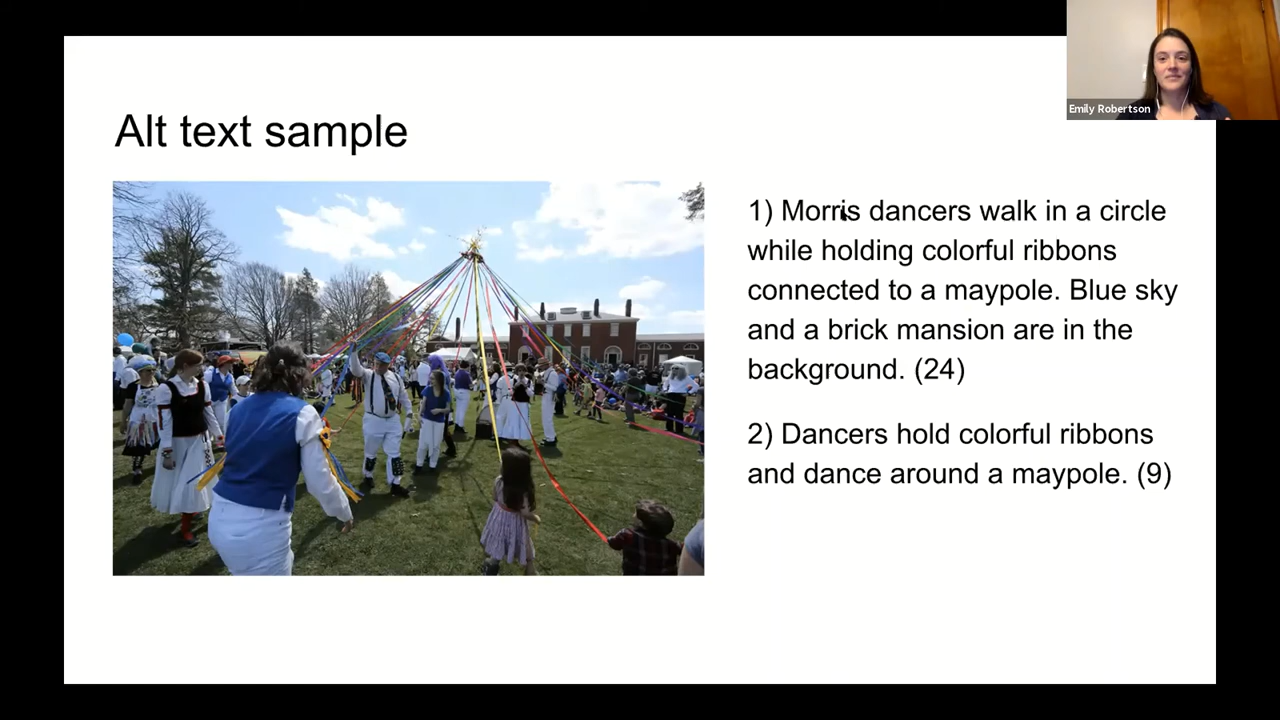 Emily Robertson
Alt text sample
1) Morris dancers walk in a circle
while holding colorful ribbons
connected to a maypole. Blue sky
and a brick mansion are in the
background. (24)
2) Dancers hold colorful ribbons
and dance around a maypole. (9)